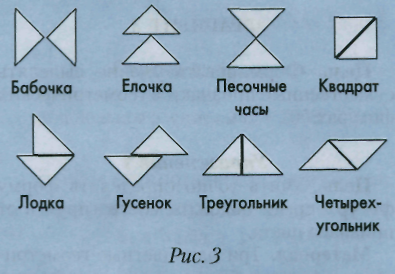 Бабочка
Елочка
Песочные
часы
Квадрат
Лодка
Гусенок
Треугольник
Четырех-
угольник
Рис. 3